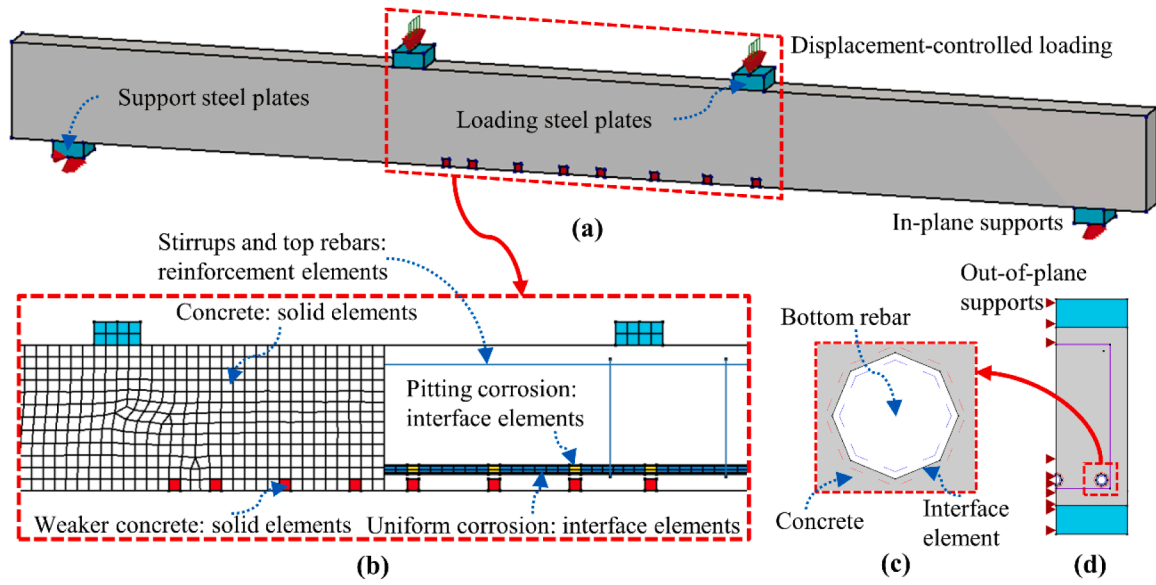 Displacement-controlled loading
Support steel plates
Loading steel plates
In-plane supports
(a)
Stirrups and top rebars:
reinforcement elements
Concrete: solid elements
Pitting corrosion:
interface elements
Weaker concrete: solid elements
Uniform corrosion: interface elements
(b)
Out-of-plane
supports
Bottom rebar
Concrete
Interface
element
(c)
(d)